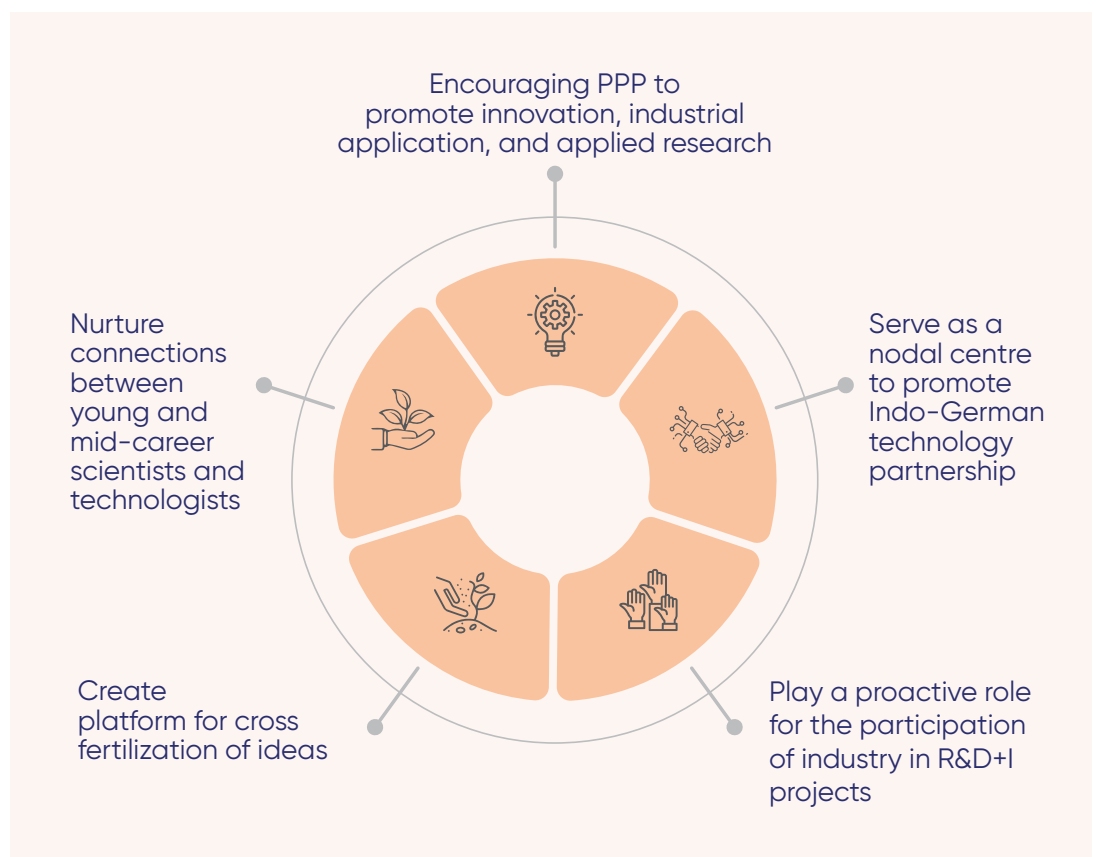 Encouraging PPP to
promote innovation, industrial
application, and applied research
Serve as a
nodal centre
to promote
Indo-German
technology
partnership
Play a proactive role
for the participation
of industry in R&D+I
projects
Create
platform for cross
fertilization of ideas
Nurture
connections
between
young and
mid-career
scientists and
technologists